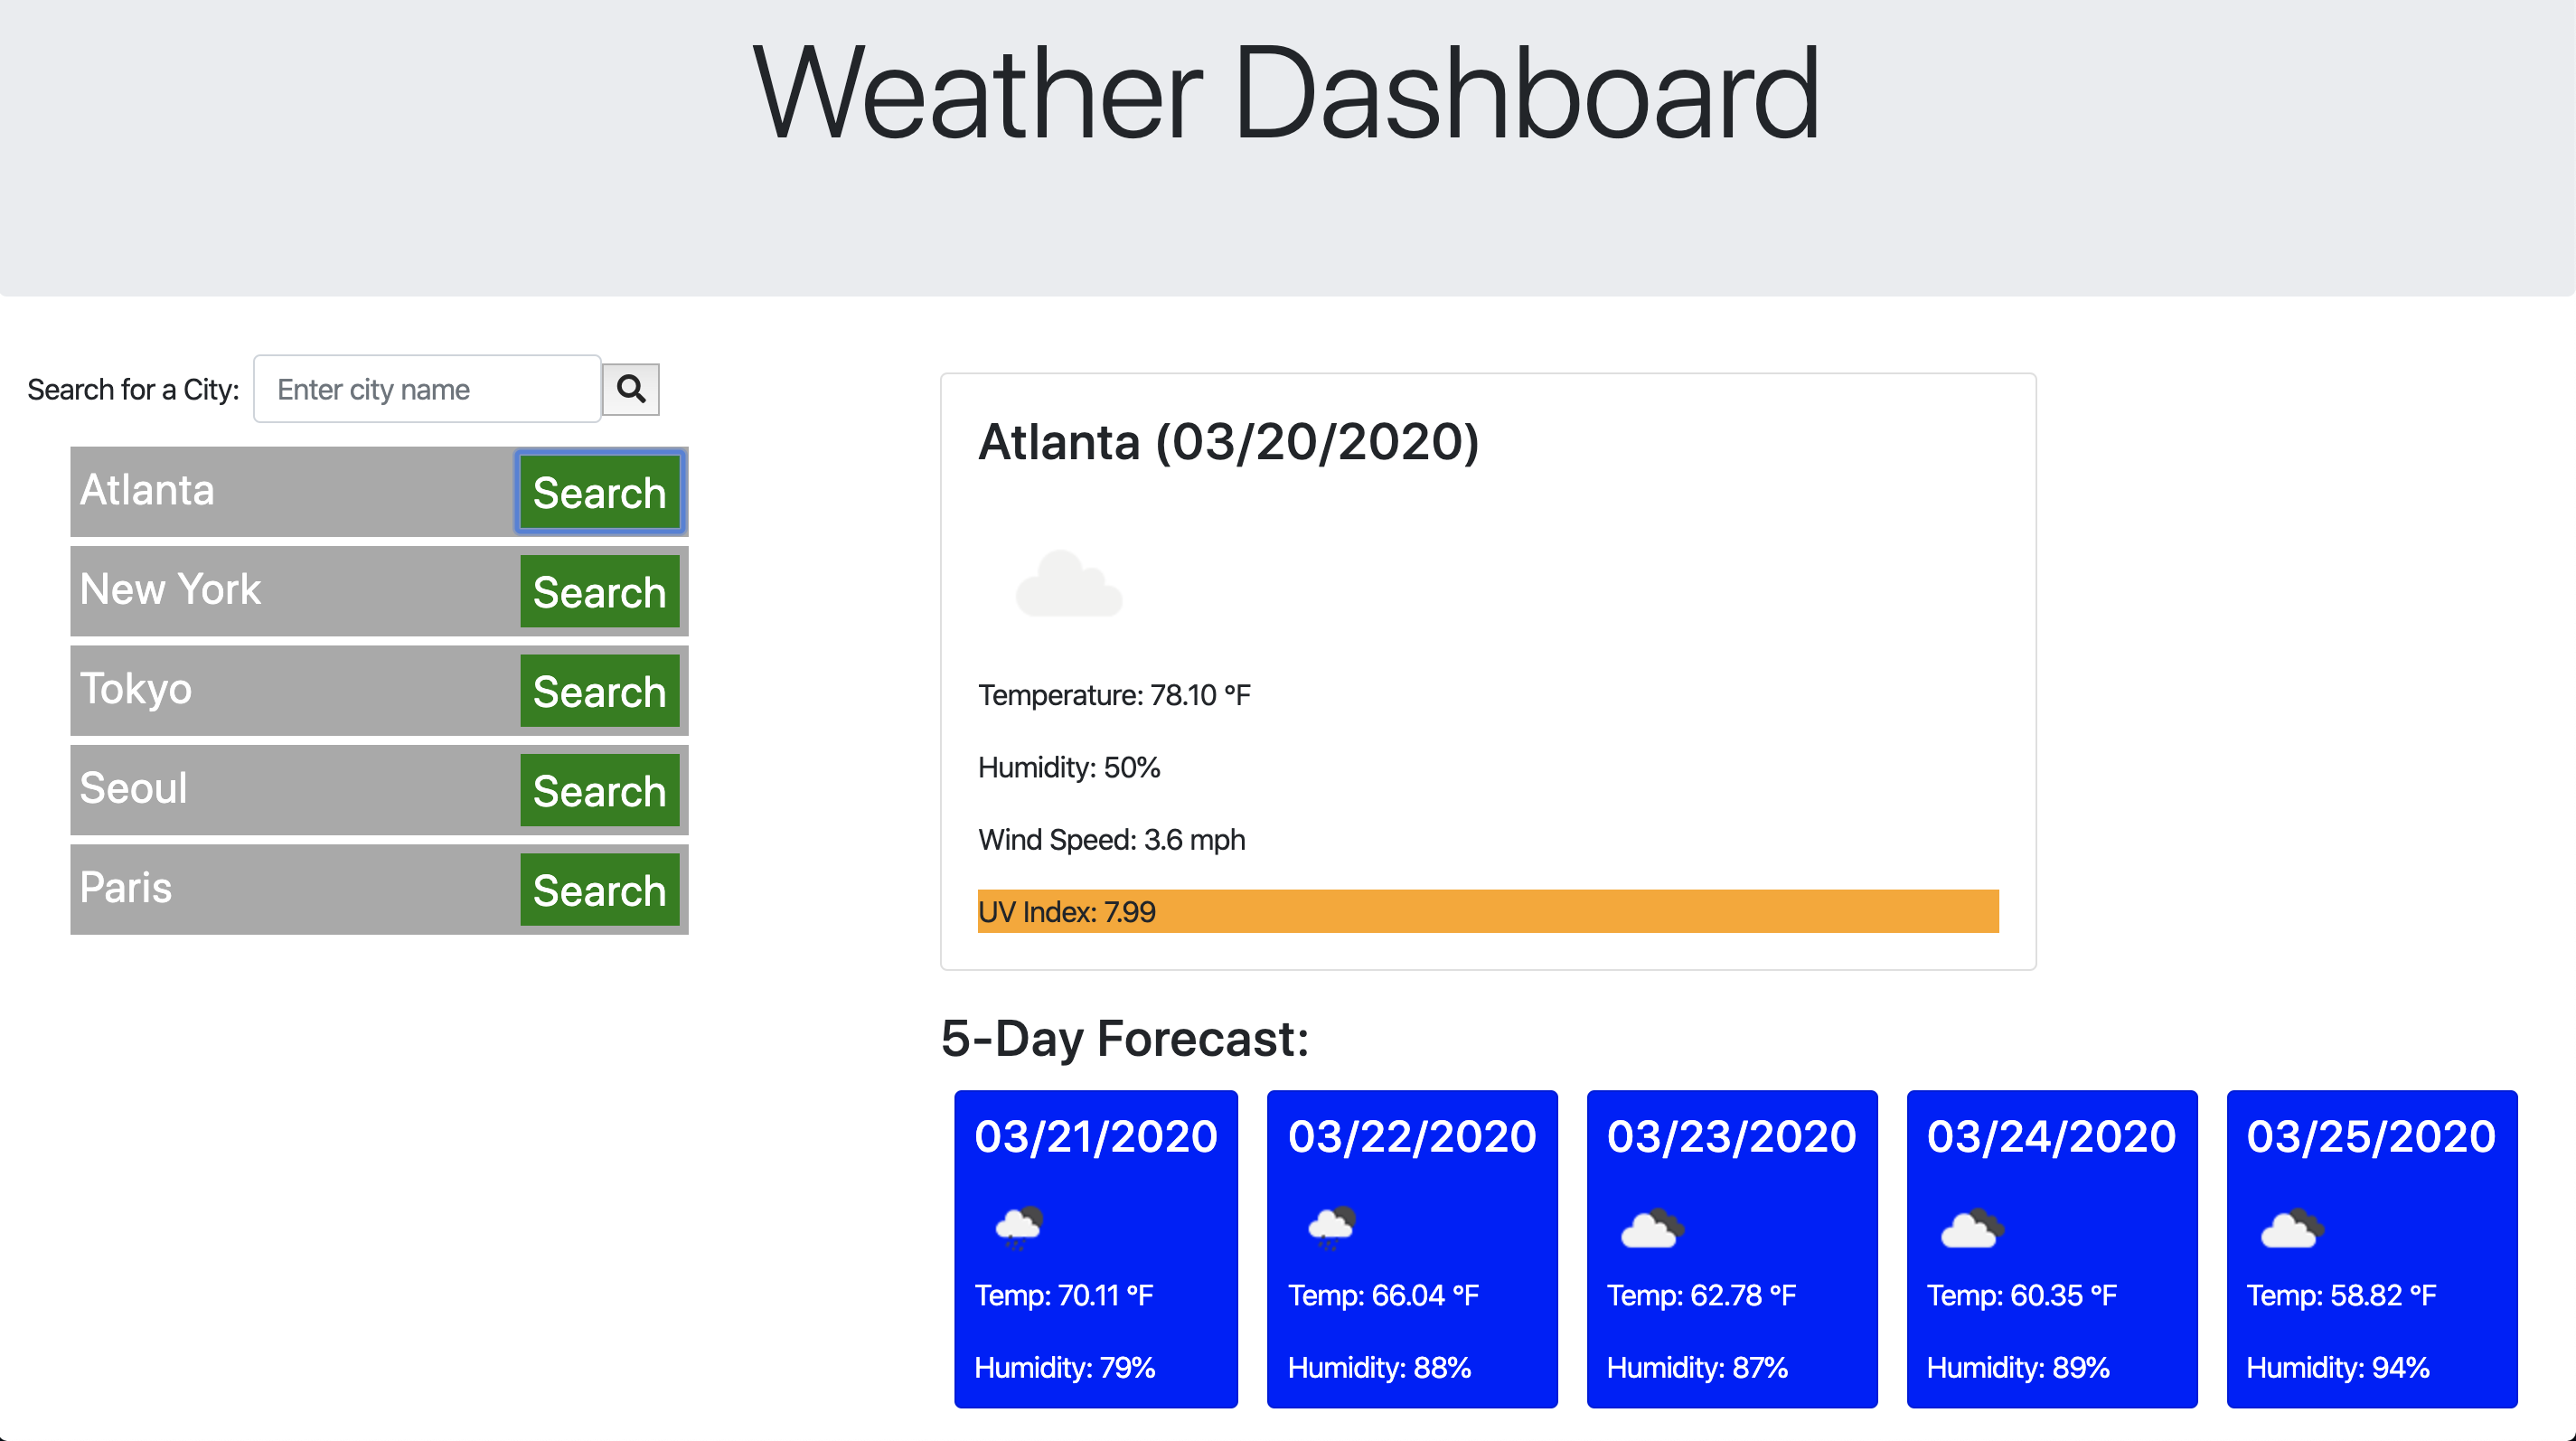 Weather Dashboard
Search for a City: Enter city name
Atlanta Search
New York Search
Tokyo Search
Seoul Search
Paris Search
Atlanta (03/20/2020)
Temperature: 78.10 °F
Humidity: 50%
Wind Speed: 3.6 mph
UV Index: 7.99
5-Day Forecast:
03/21/2020
Temp: 70.11 °F
Humidity: 79%
03/22/2020
Temp: 66.04 °F
Humidity: 88%
03/23/2020
Temp: 62.78 °F
Humidity: 87%
03/24/2020
Temp: 60.35 °F
Humidity: 89%
03/25/2020
Temp: 58.82 °F
Humidity: 94%